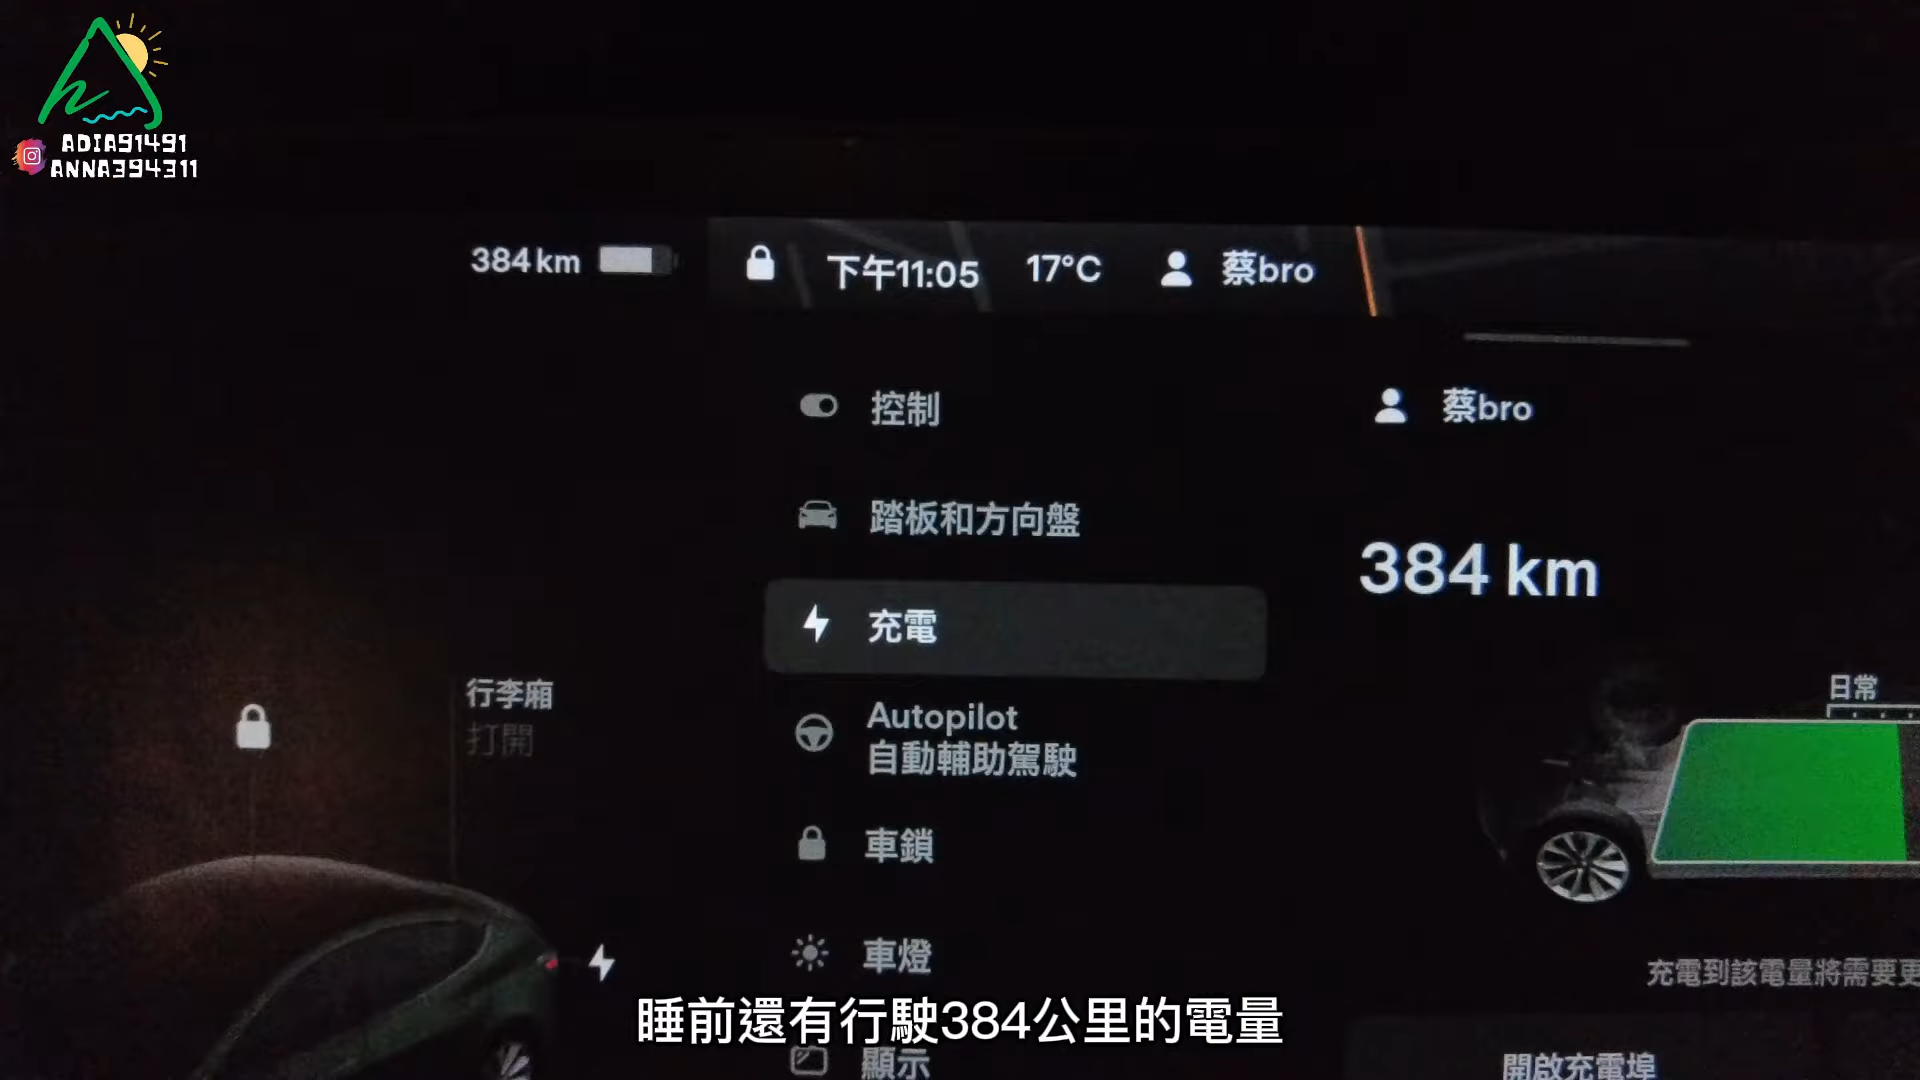 ADIA91491
ANNA394311
384 km
下午11:05
17°C
蔡bro
控制
蔡bro
踏板和方向盤
384 km
充電
行李廂
打開
日常
Autopilot
自動輔助駕駛
車鎖
車燈
充電到該電量將需要更
睡前還有行駛384公里的電量
顯示
開啟充電埠